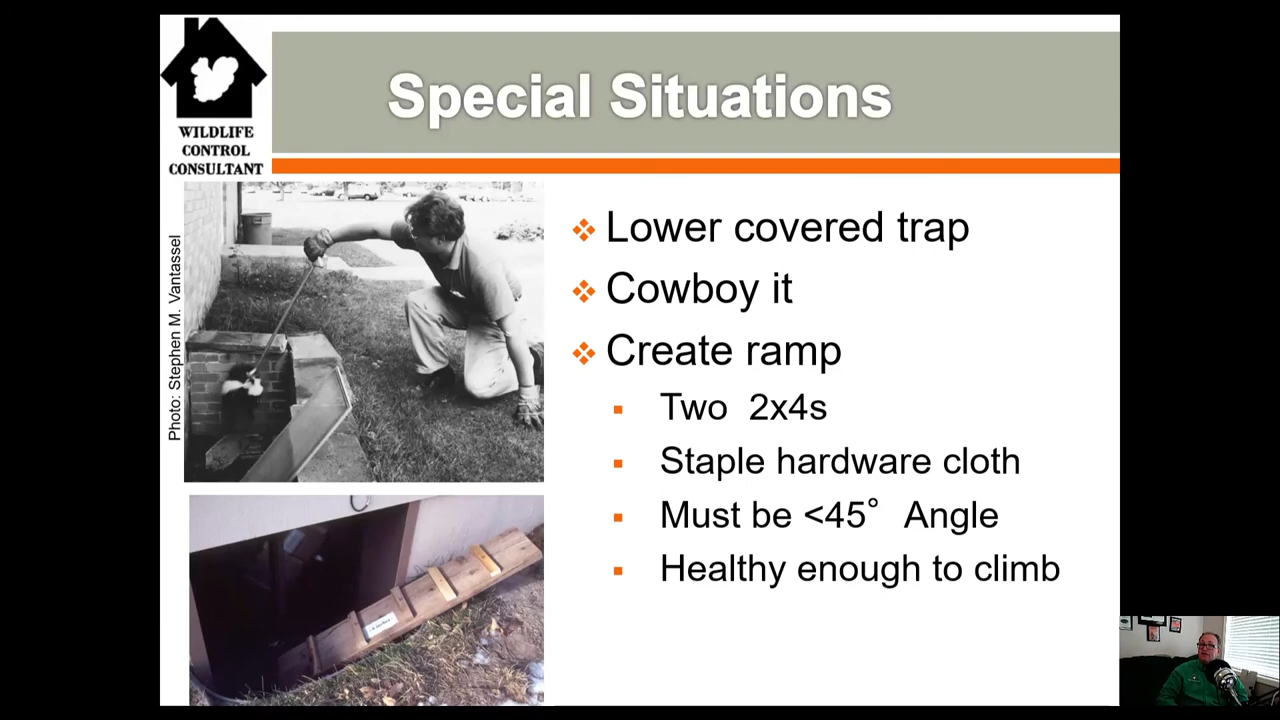 Special Situations
WILDLIFE
CONTROL
CONSULTANT
Photo: Stephen M. Vantassel
Lower covered trap
Cowboy it
Create ramp
Two 2x4s
Staple hardware cloth
Must be <45° Angle
Healthy enough to climb